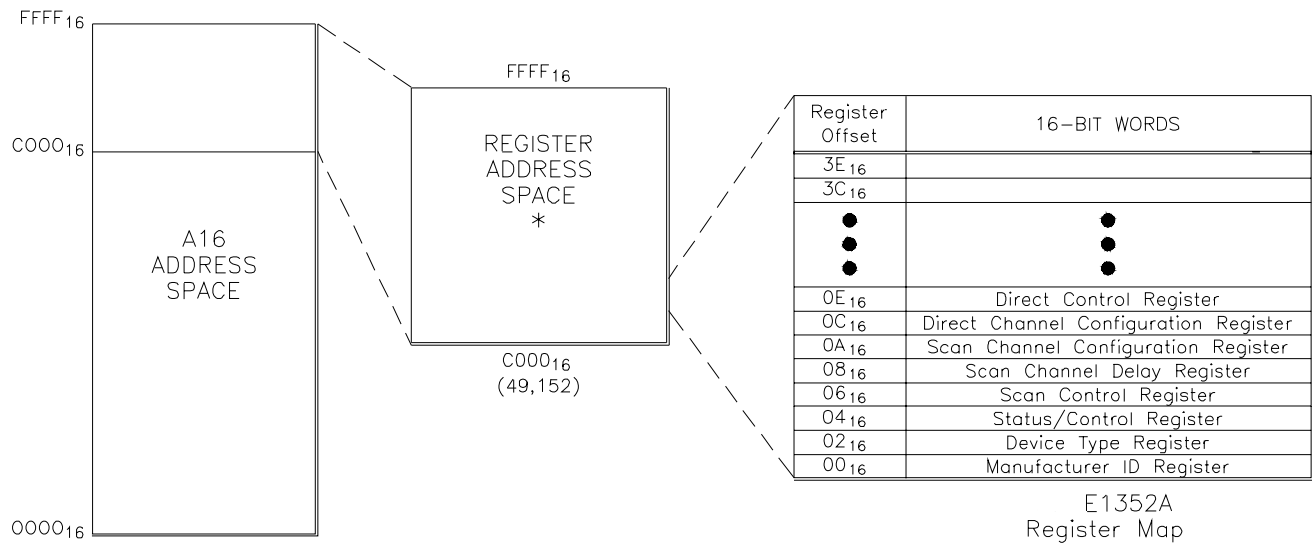 FFFF16
C00016
A16
ADDRESS
SPACE
000016
FFFF16
REGISTER
ADDRESS
SPACE
*
C00016
(49,152)
Register Offset 16-BIT WORDS
3E16
3C16
0E16 Direct Control Register
0C16 Direct Channel Configuration Register
0A16 Scan Channel Configuration Register
0816 Scan Channel Delay Register
0616 Scan Control Register
0416 Status/Control Register
0216 Device Type Register
0016 Manufacturer ID Register
E1352A
Register Map